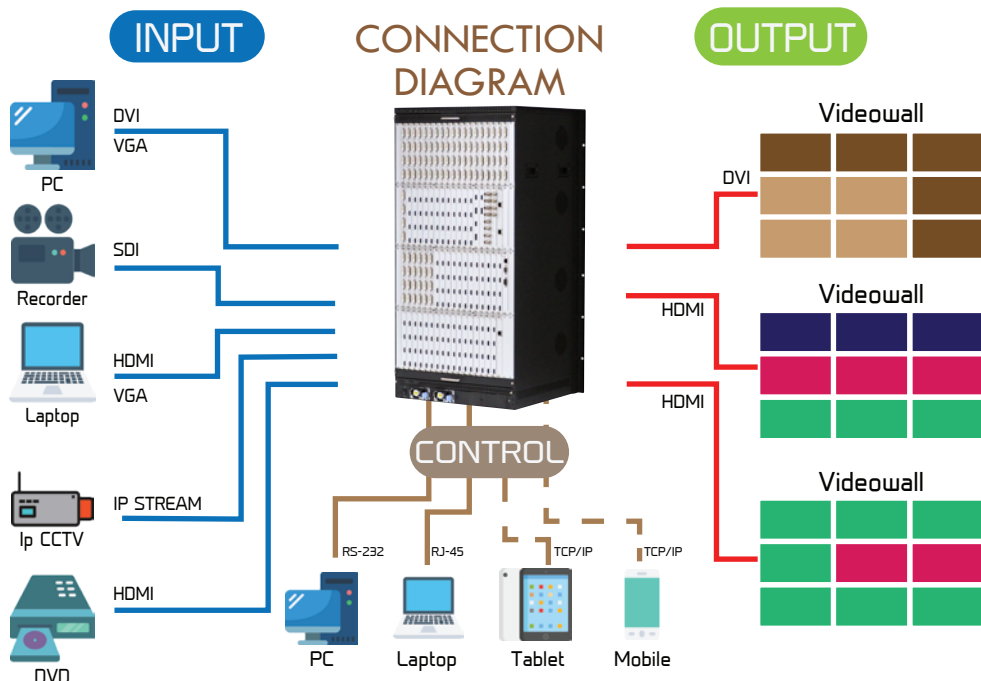 INPUT
CONNECTION
DIAGRAM
OUTPUT
DVI
VGA
PC
SDI
Recorder
HDMI
VGA
Laptop
IP STREAM
Ip CCTV
HDMI
DVD
CONTROL
RS-232
RJ-45
TCP/IP
TCP/IP
PC
Laptop
Tablet
Mobile
Videowall
DVI
Videowall
HDMI
HDMI
Videowall